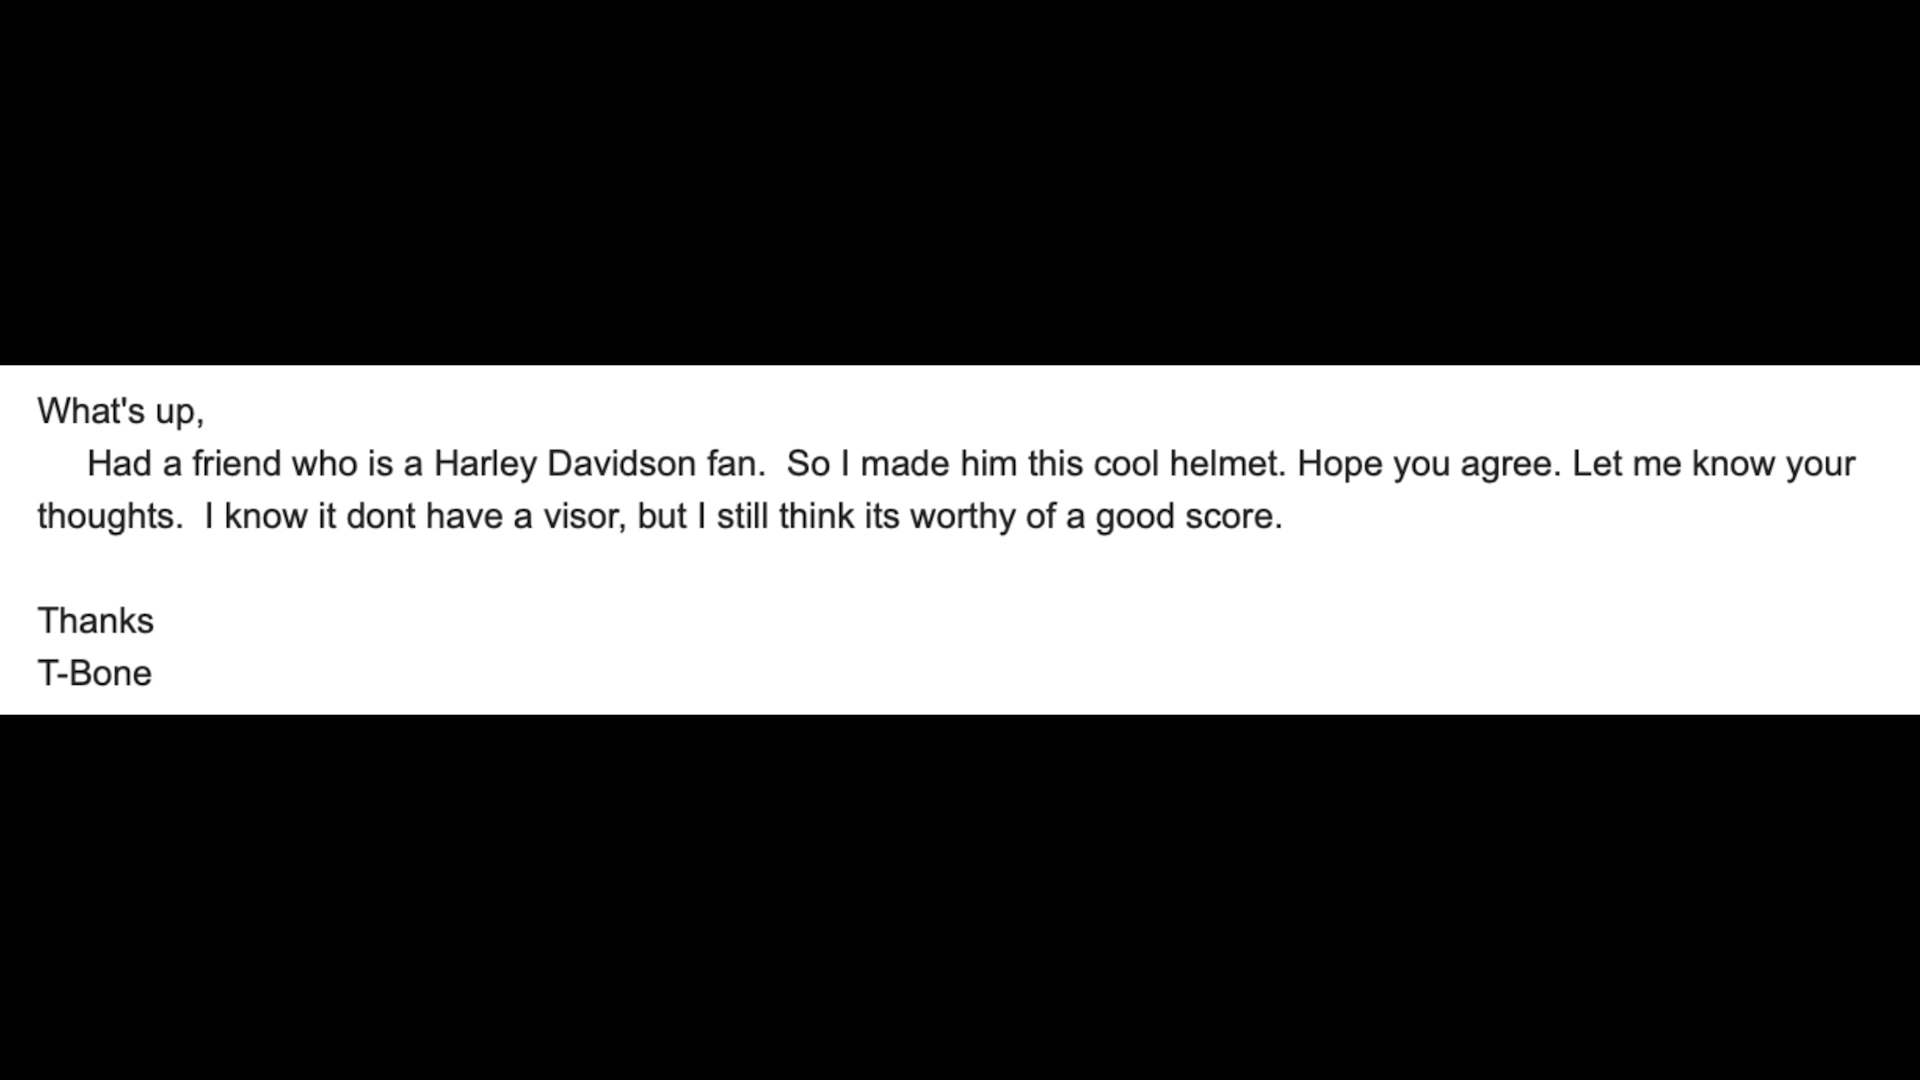 What's up,
Had a friend who is a Harley Davidson fan.  So I made him this cool helmet. Hope you agree. Let me know your
thoughts.  I know it dont have a visor, but I still think its worthy of a good score.
Thanks
T-Bone